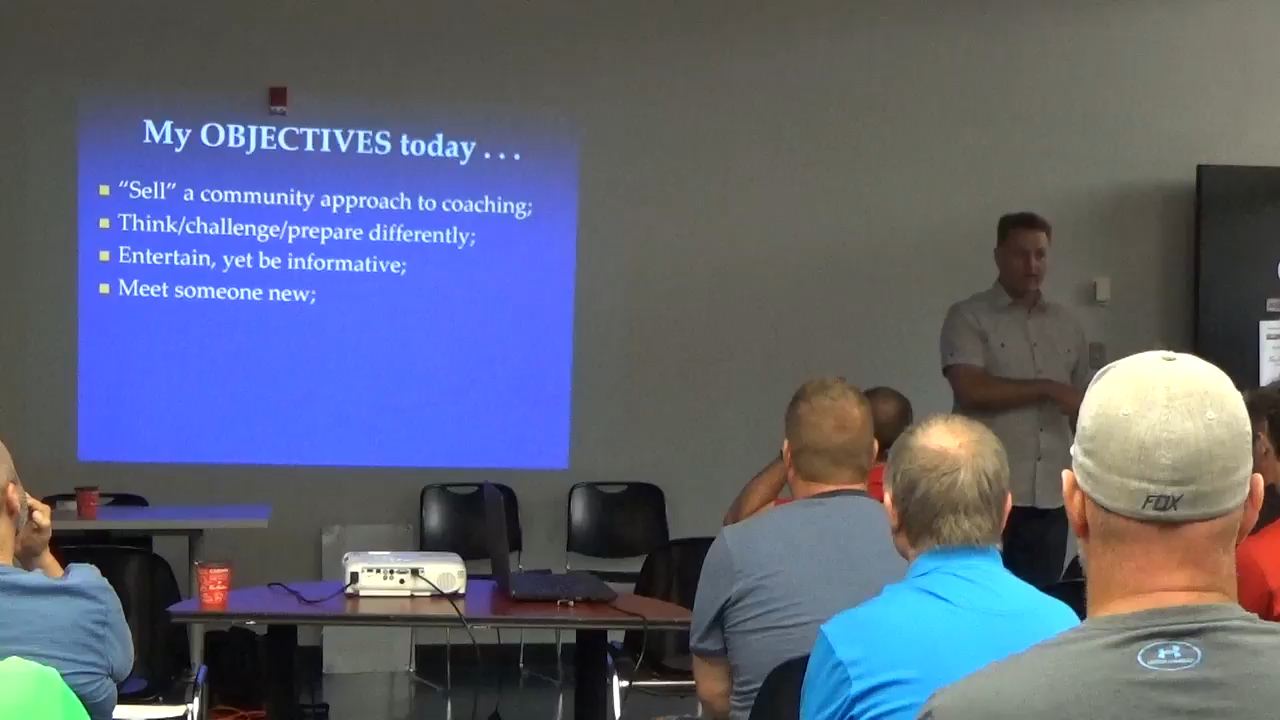 My OBJECTIVES today . . .
“Sell” a community approach to coaching;
Think/challenge/prepare differently;
Entertain, yet be informative;
Meet someone new;
FOX